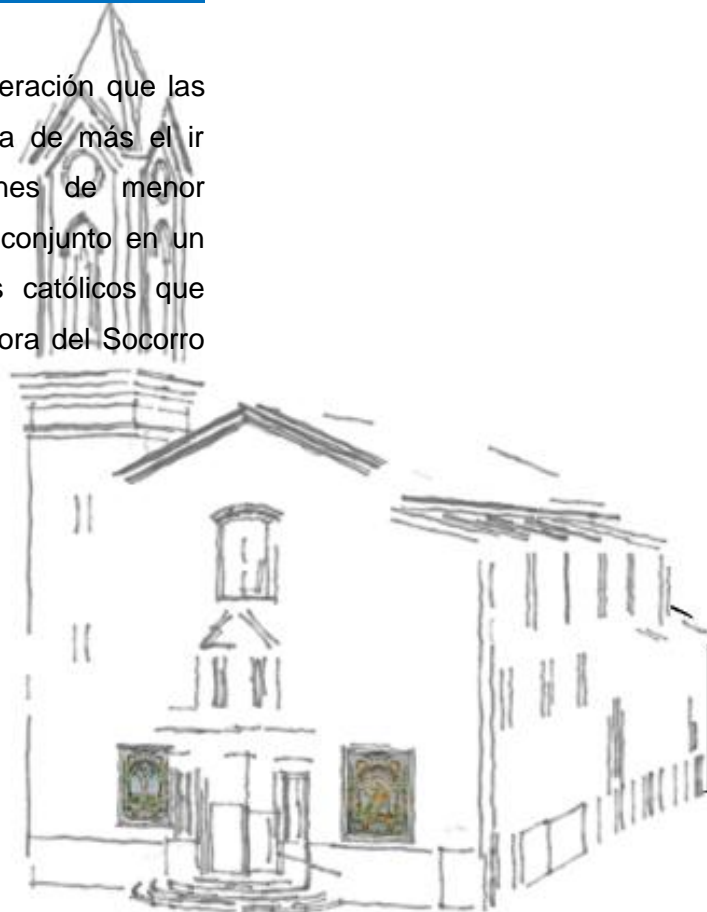 eración que las
a de más el ir
nes de menor
conjunto en un
s católicos que
ora del Socorro